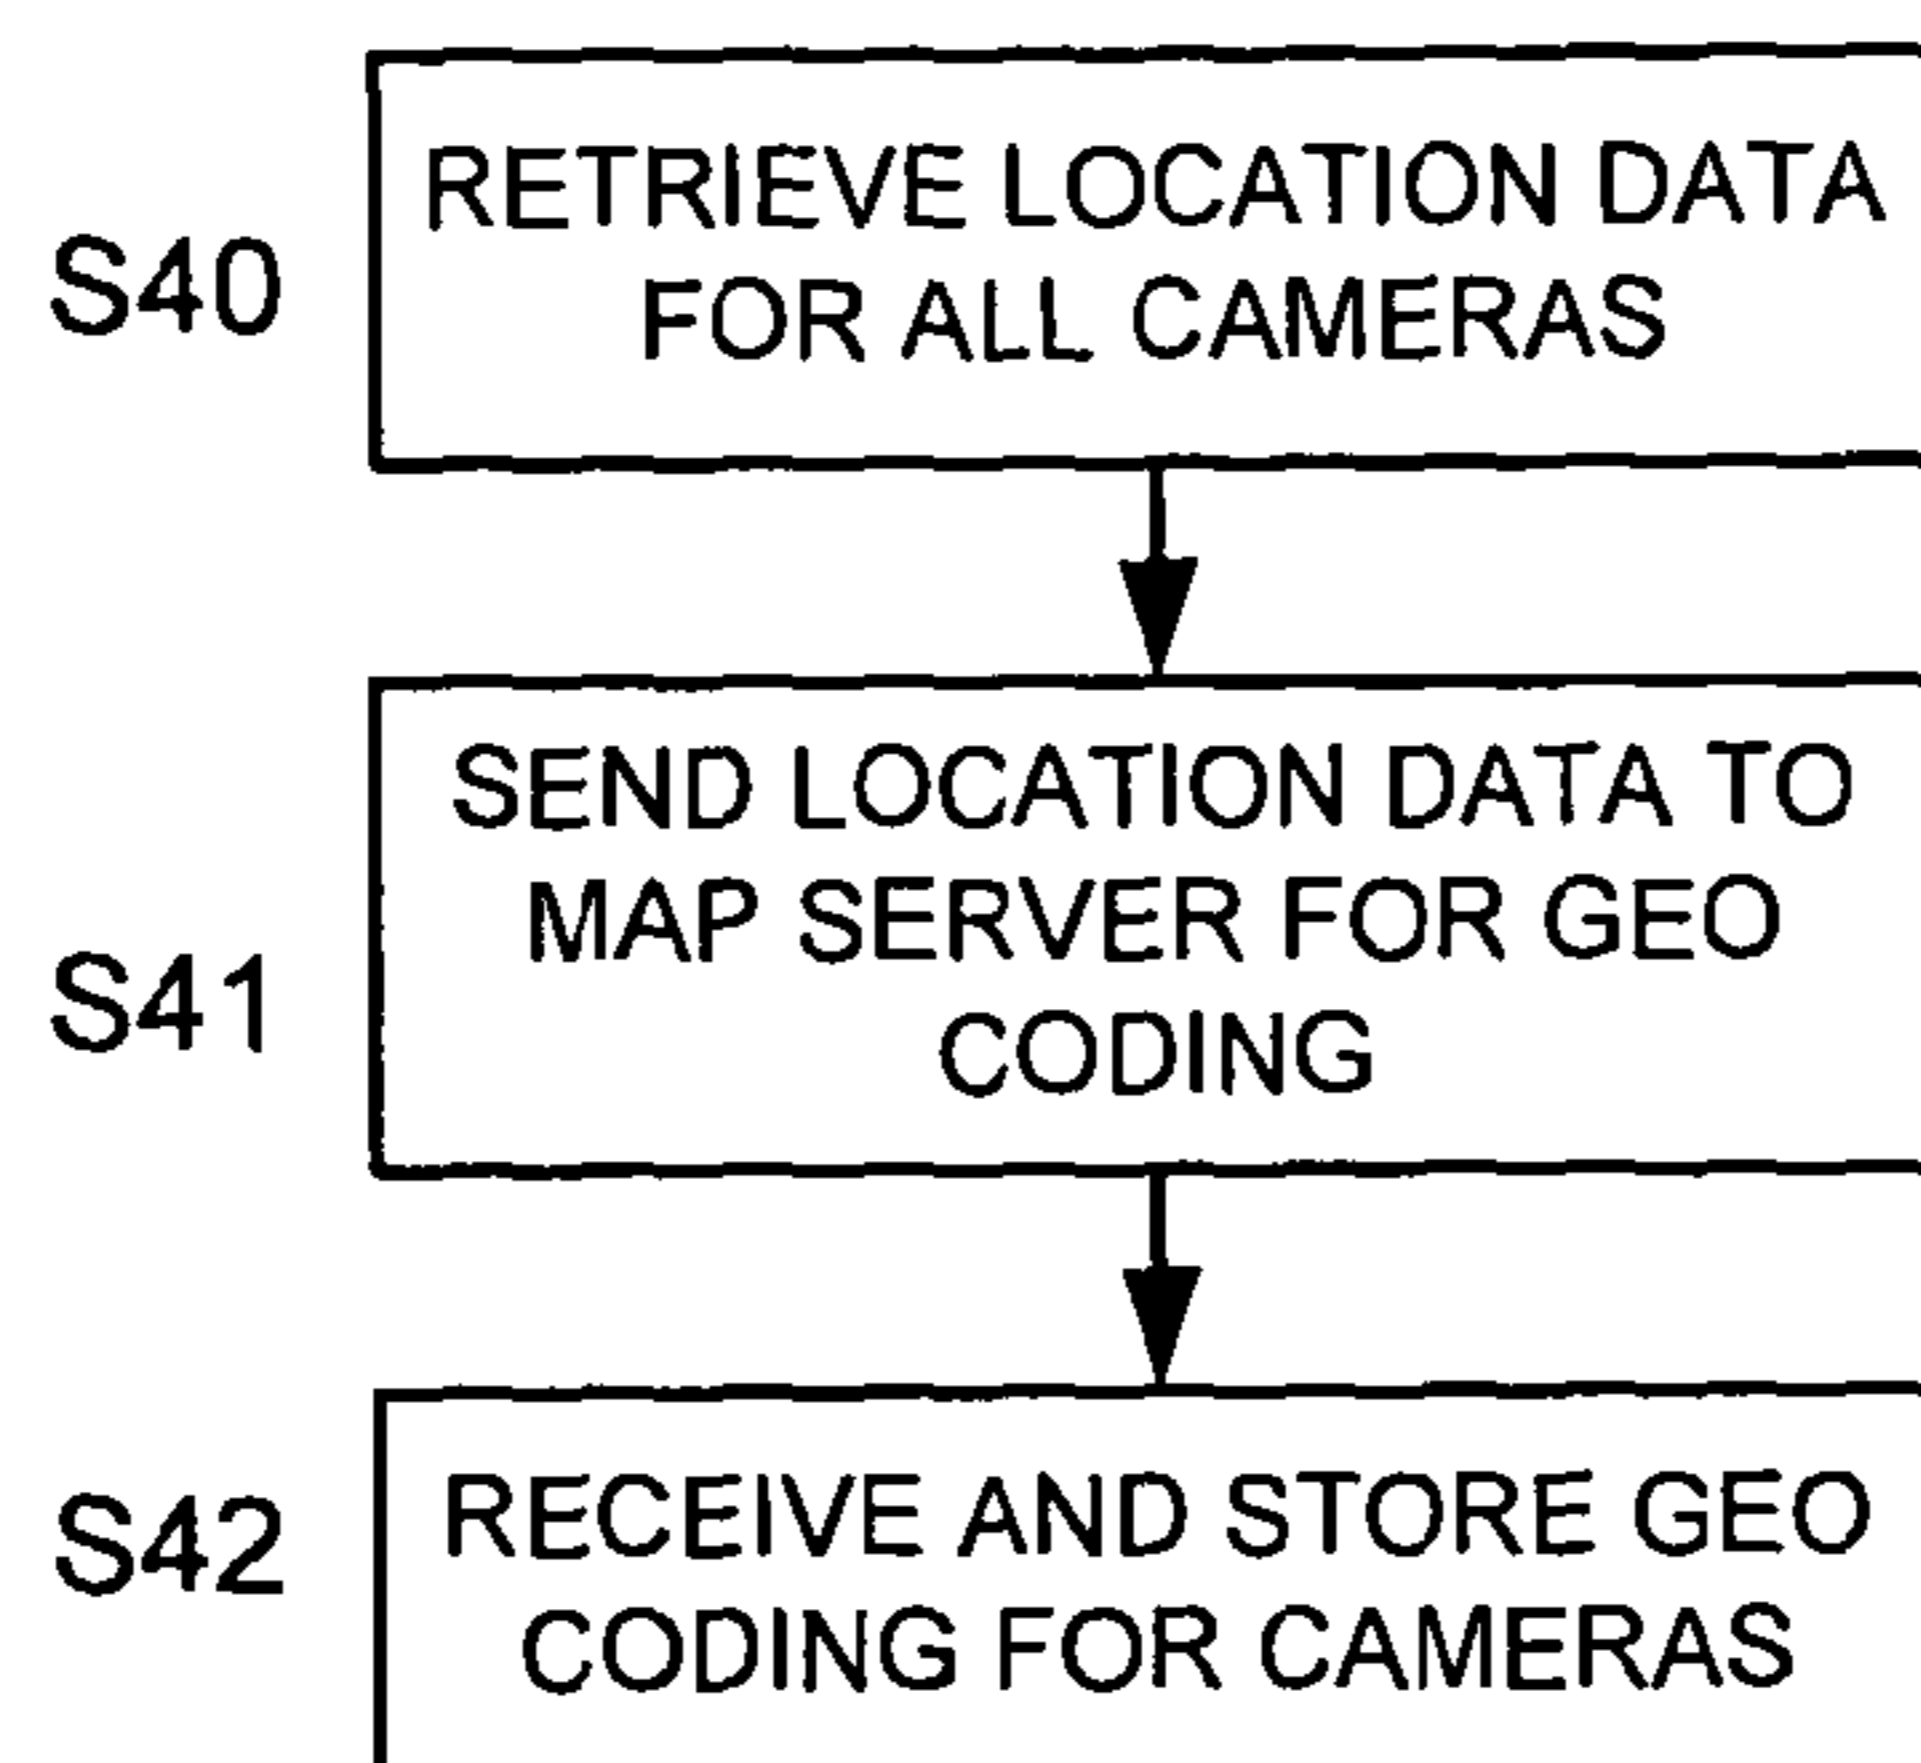 S40
RETRIEVE LOCATION DATA
FOR ALL CAMERAS
S41
SEND LOCATION DATA TO
MAP SERVER FOR GEO
CODING
S42
RECEIVE AND STORE GEO
CODING FOR CAMERAS